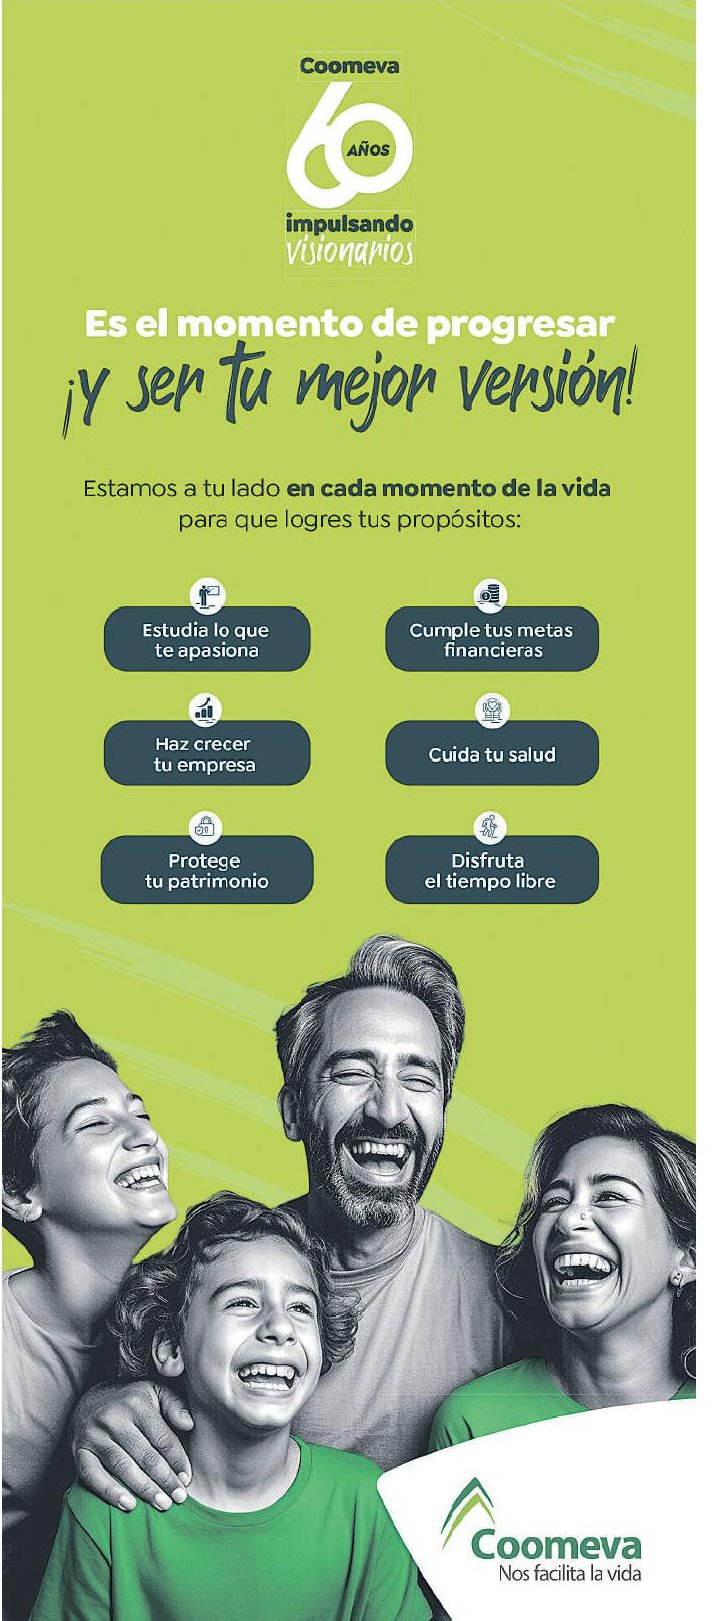 Coomeva
60
AÑOS
impulsando
visionarios
Es el momento de progresar
¡y ser tu mejor versión!
Estamos a tu lado en cada momento de la vida
para que logres tus propósitos:
Estudia lo que
te apasiona
Cumple tus metas
financieras
Haz crecer
tu empresa
Cuida tu salud
Protege
tu patrimonio
Disfruta
el tiempo libre
Coomeva
Nos facilita la vida